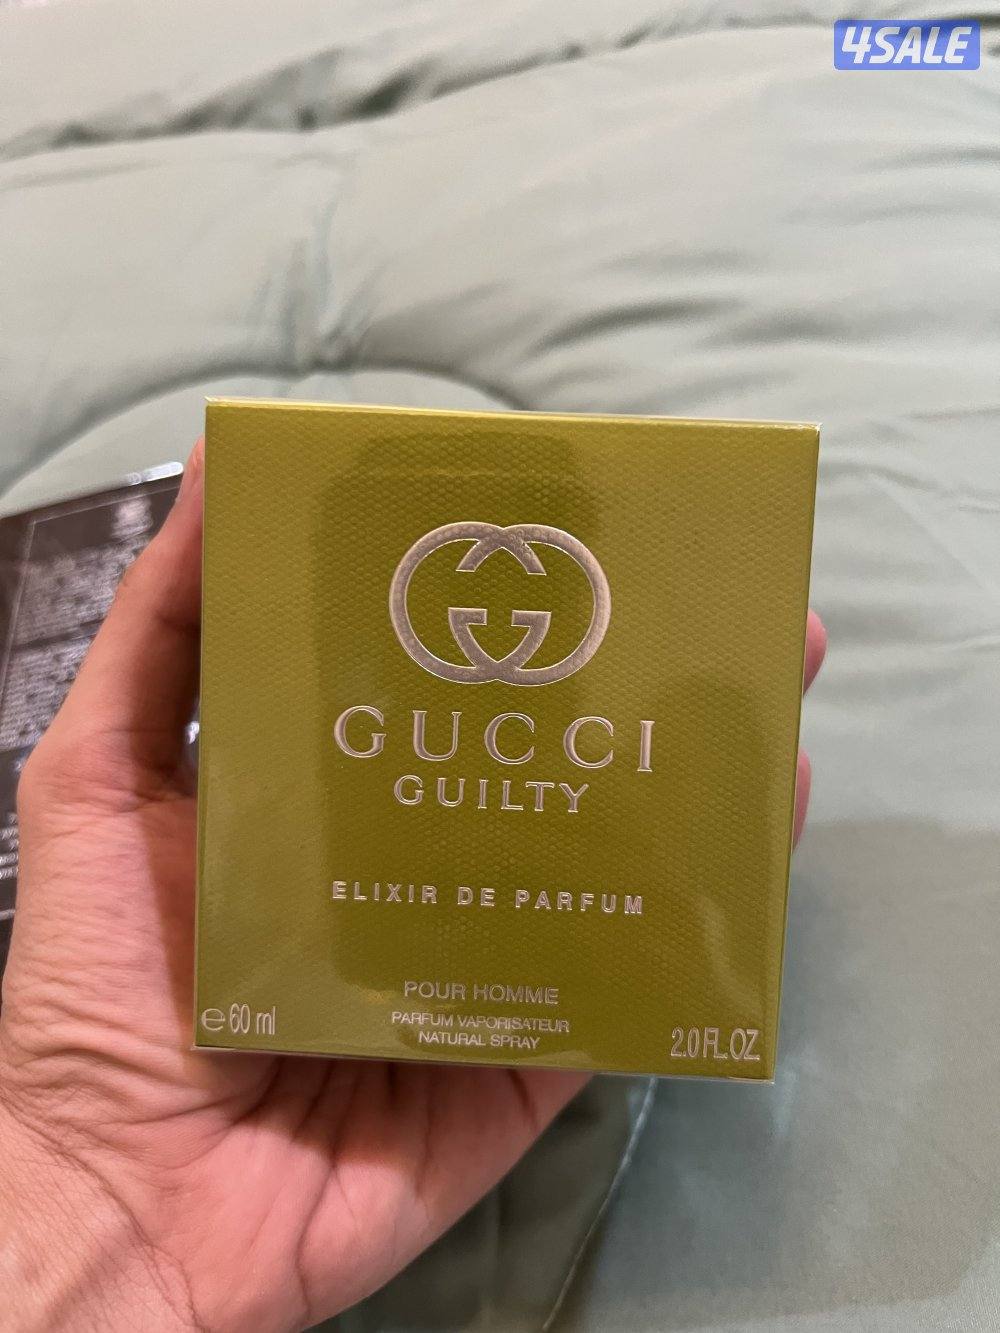 4SALE
GUCCI
GUILTY
ELIXIR DE PARFUM
POUR HOMME
PARFUM VAPORISATEUR
NATURAL SPRAY
℮60 ml
2.0 FL.OZ